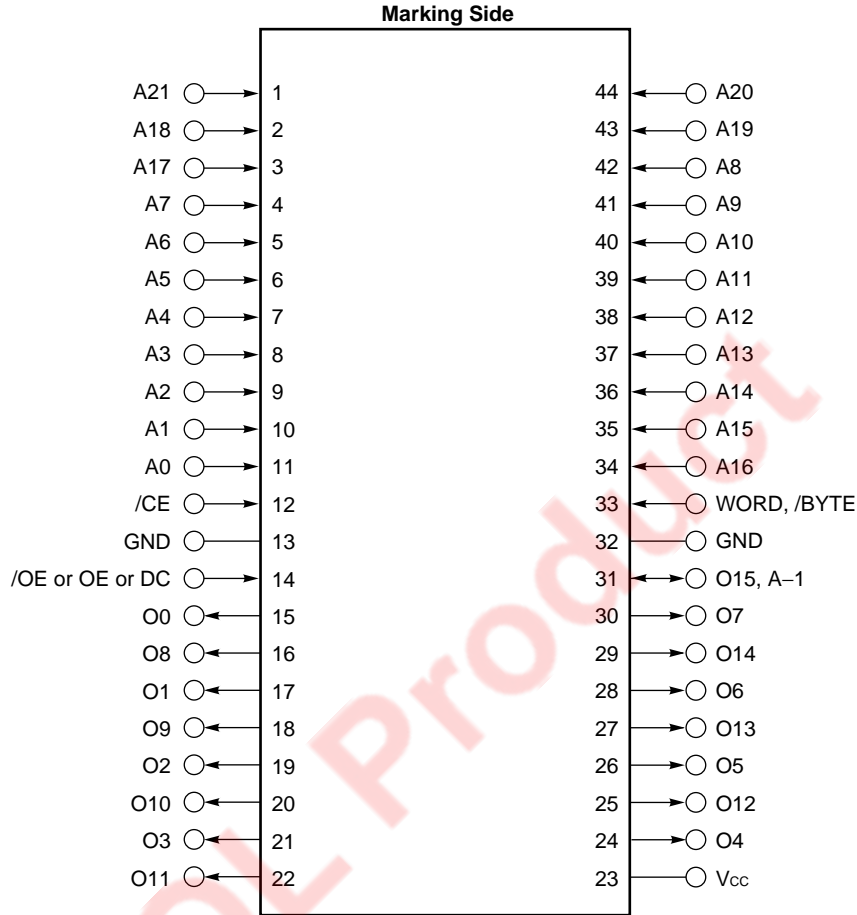 Marking Side
A21 1 44 A20
A18 2 43 A19
A17 3 42 A8
A7 4 41 A9
A6 5 40 A10
A5 6 39 A11
A4 7 38 A12
A3 8 37 A13
A2 9 36 A14
A1 10 35 A15
A0 11 34 A16
/CE 12 33 WORD, /BYTE
GND 13 32 GND
/OE or OE or DC 14 31 O15, A−1
O0 15 30 O7
O8 16 29 O14
O1 17 28 O6
O9 18 27 O13
O2 19 26 O5
O10 20 25 O12
O3 21 24 O4
O11 22 23 Vcc
Product